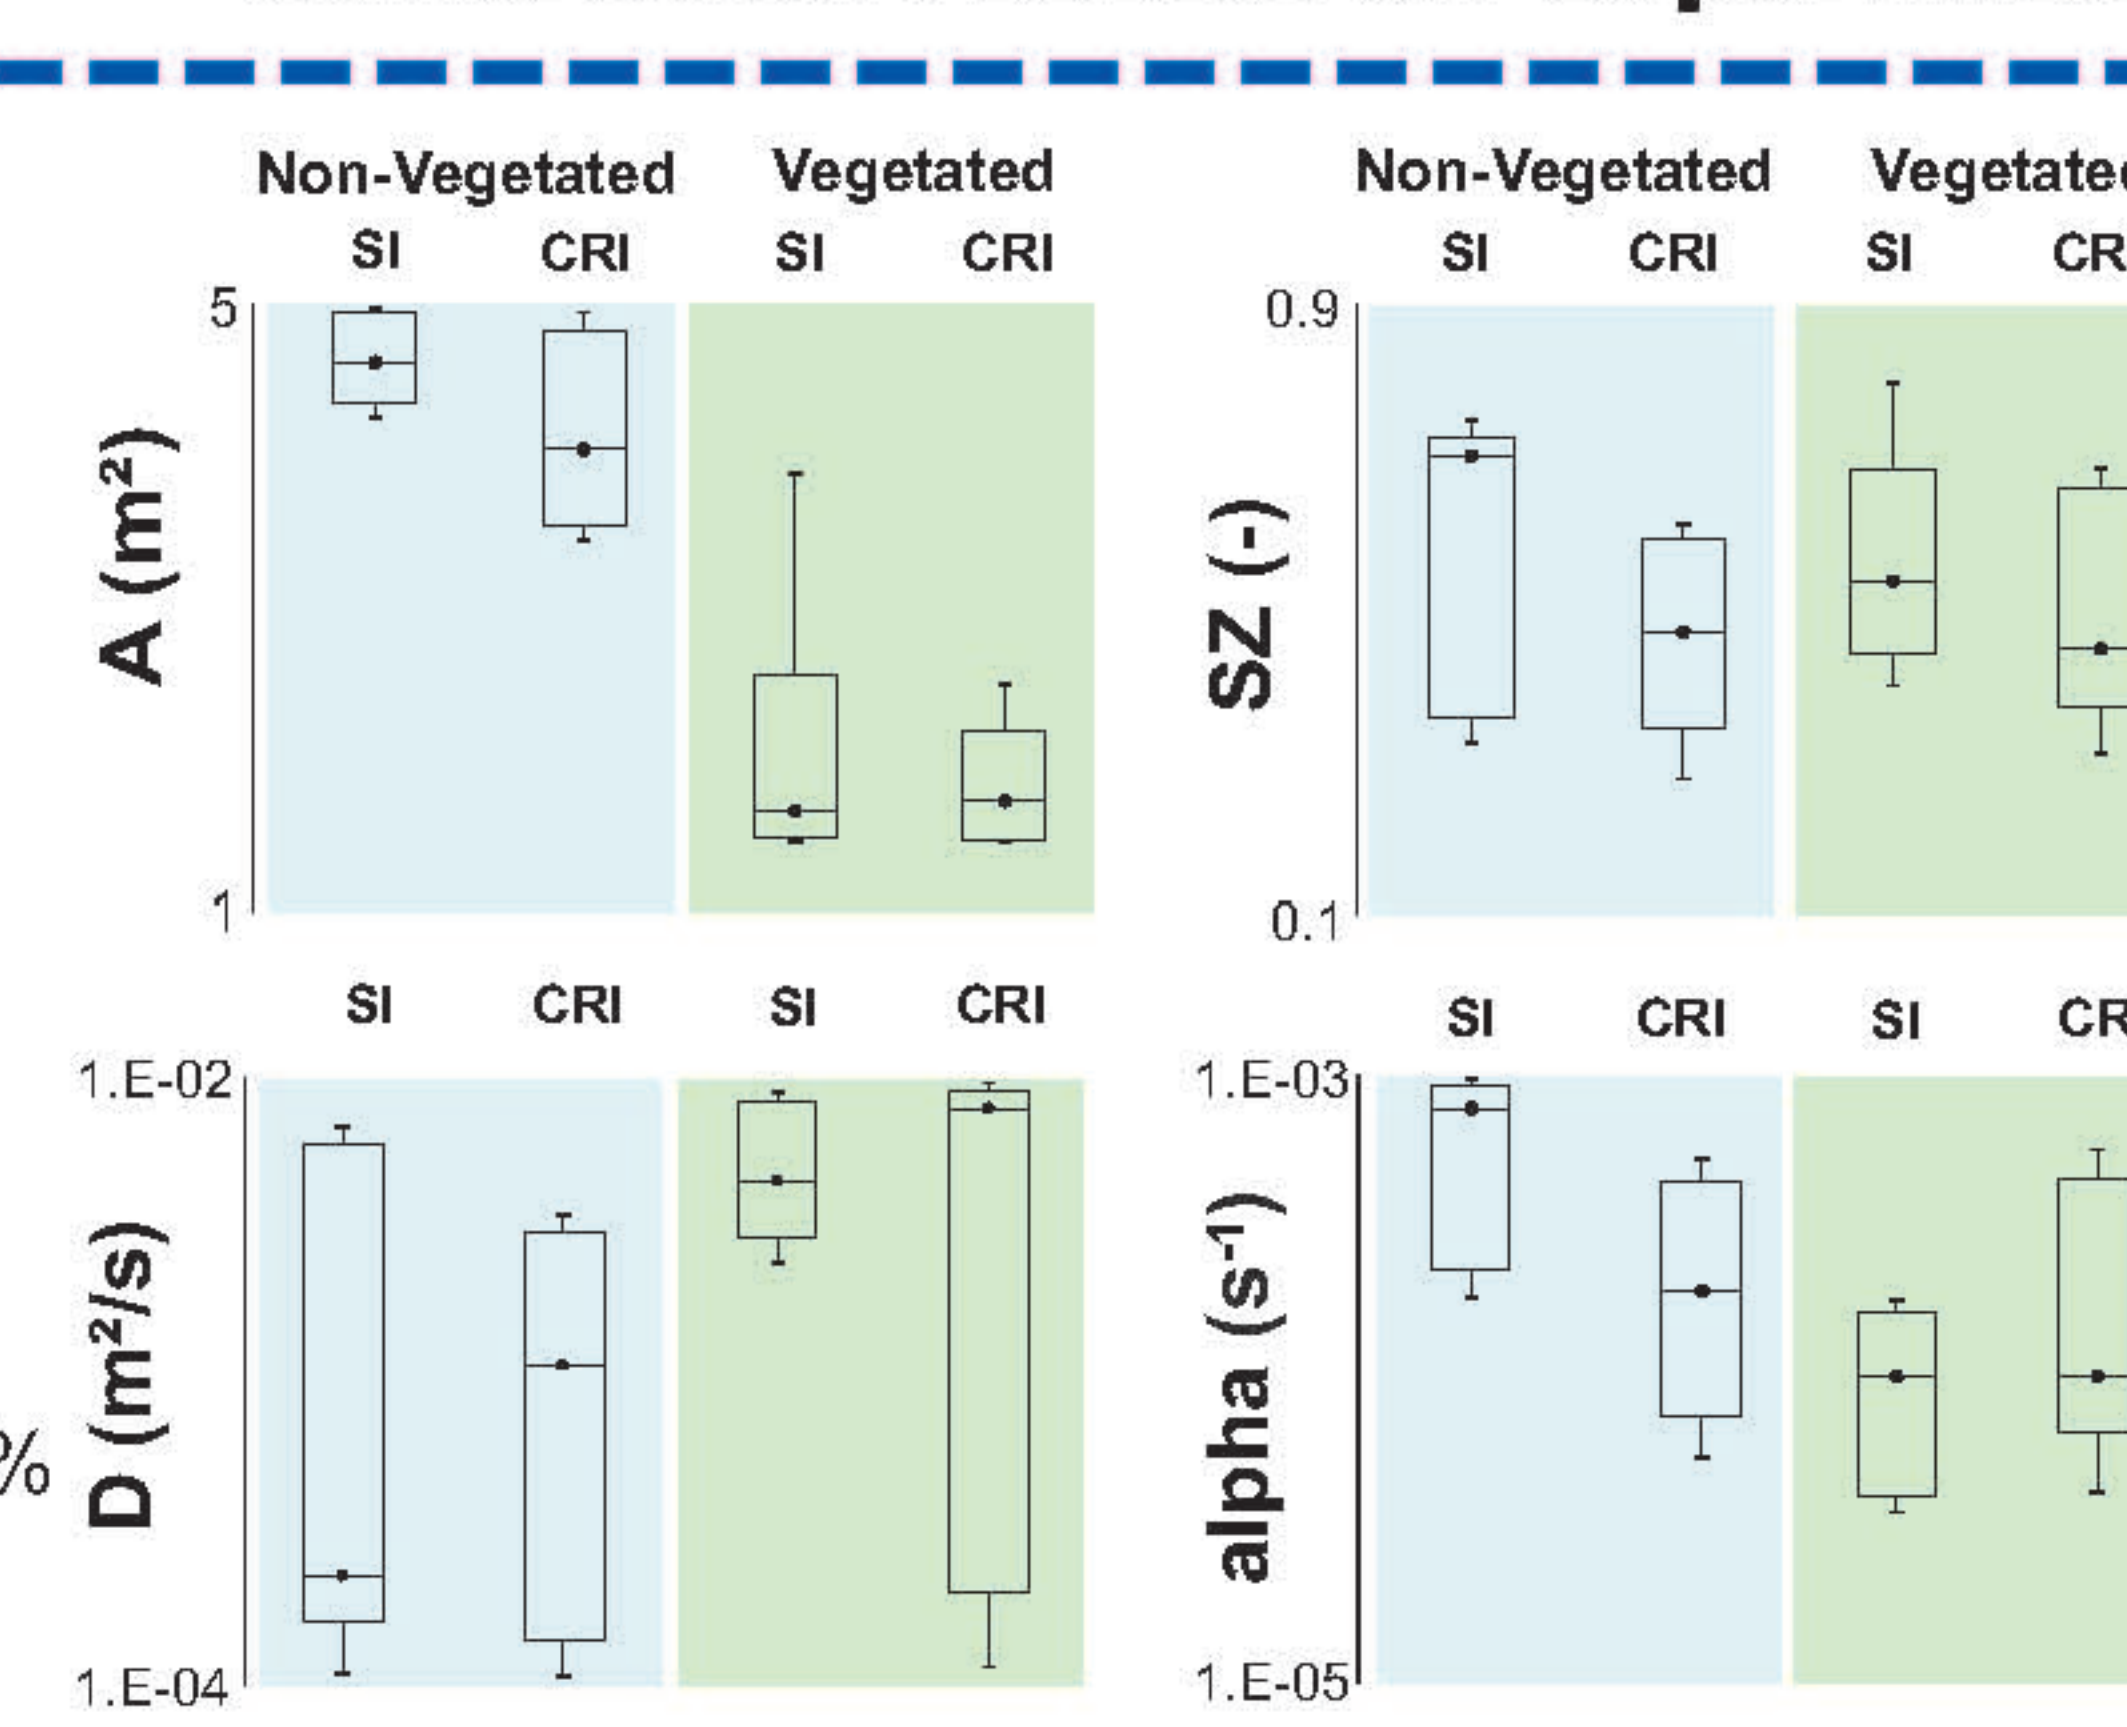 Non-Vegetated Vegetated Non-Vegetated
SI CRI SI CRI SI CRI SI
5 0.9
A (m²) SZ (-)
1 0.1
SI CRI SI CRI SI CRI SI
1.E-02 1.E-03
% D (m²/s) alpha (s⁻¹)
1.E-04 1.E-05